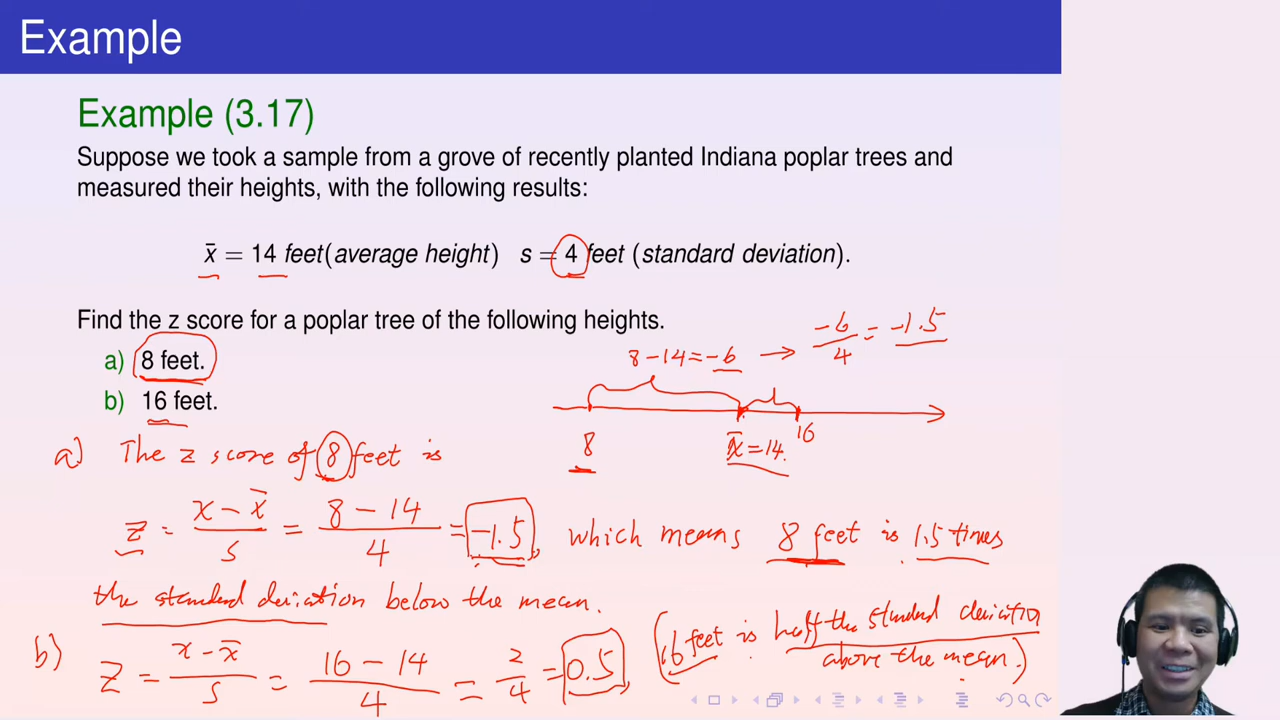 Example
Example (3.17)
Suppose we took a sample from a grove of recently planted Indiana poplar trees and
measured their heights, with the following results:
x̄ = 14 feet(average height) s = 4 feet (standard deviation).
Find the z score for a poplar tree of the following heights.
a) 8 feet.
b) 16 feet.
8-14=-6 → -6/4 = -1.5
8 x̄=14. 16
a) The z score of 8 feet is
z = (x - x̄)/s = (8 - 14)/4 = -1.5, which means 8 feet is 1.5 times
the standard deviation below the mean.
b) z = (x - x̄)/s = (16 - 14)/4 = 2/4 = 0.5, (16 feet is half the standard deviation
above the mean.)